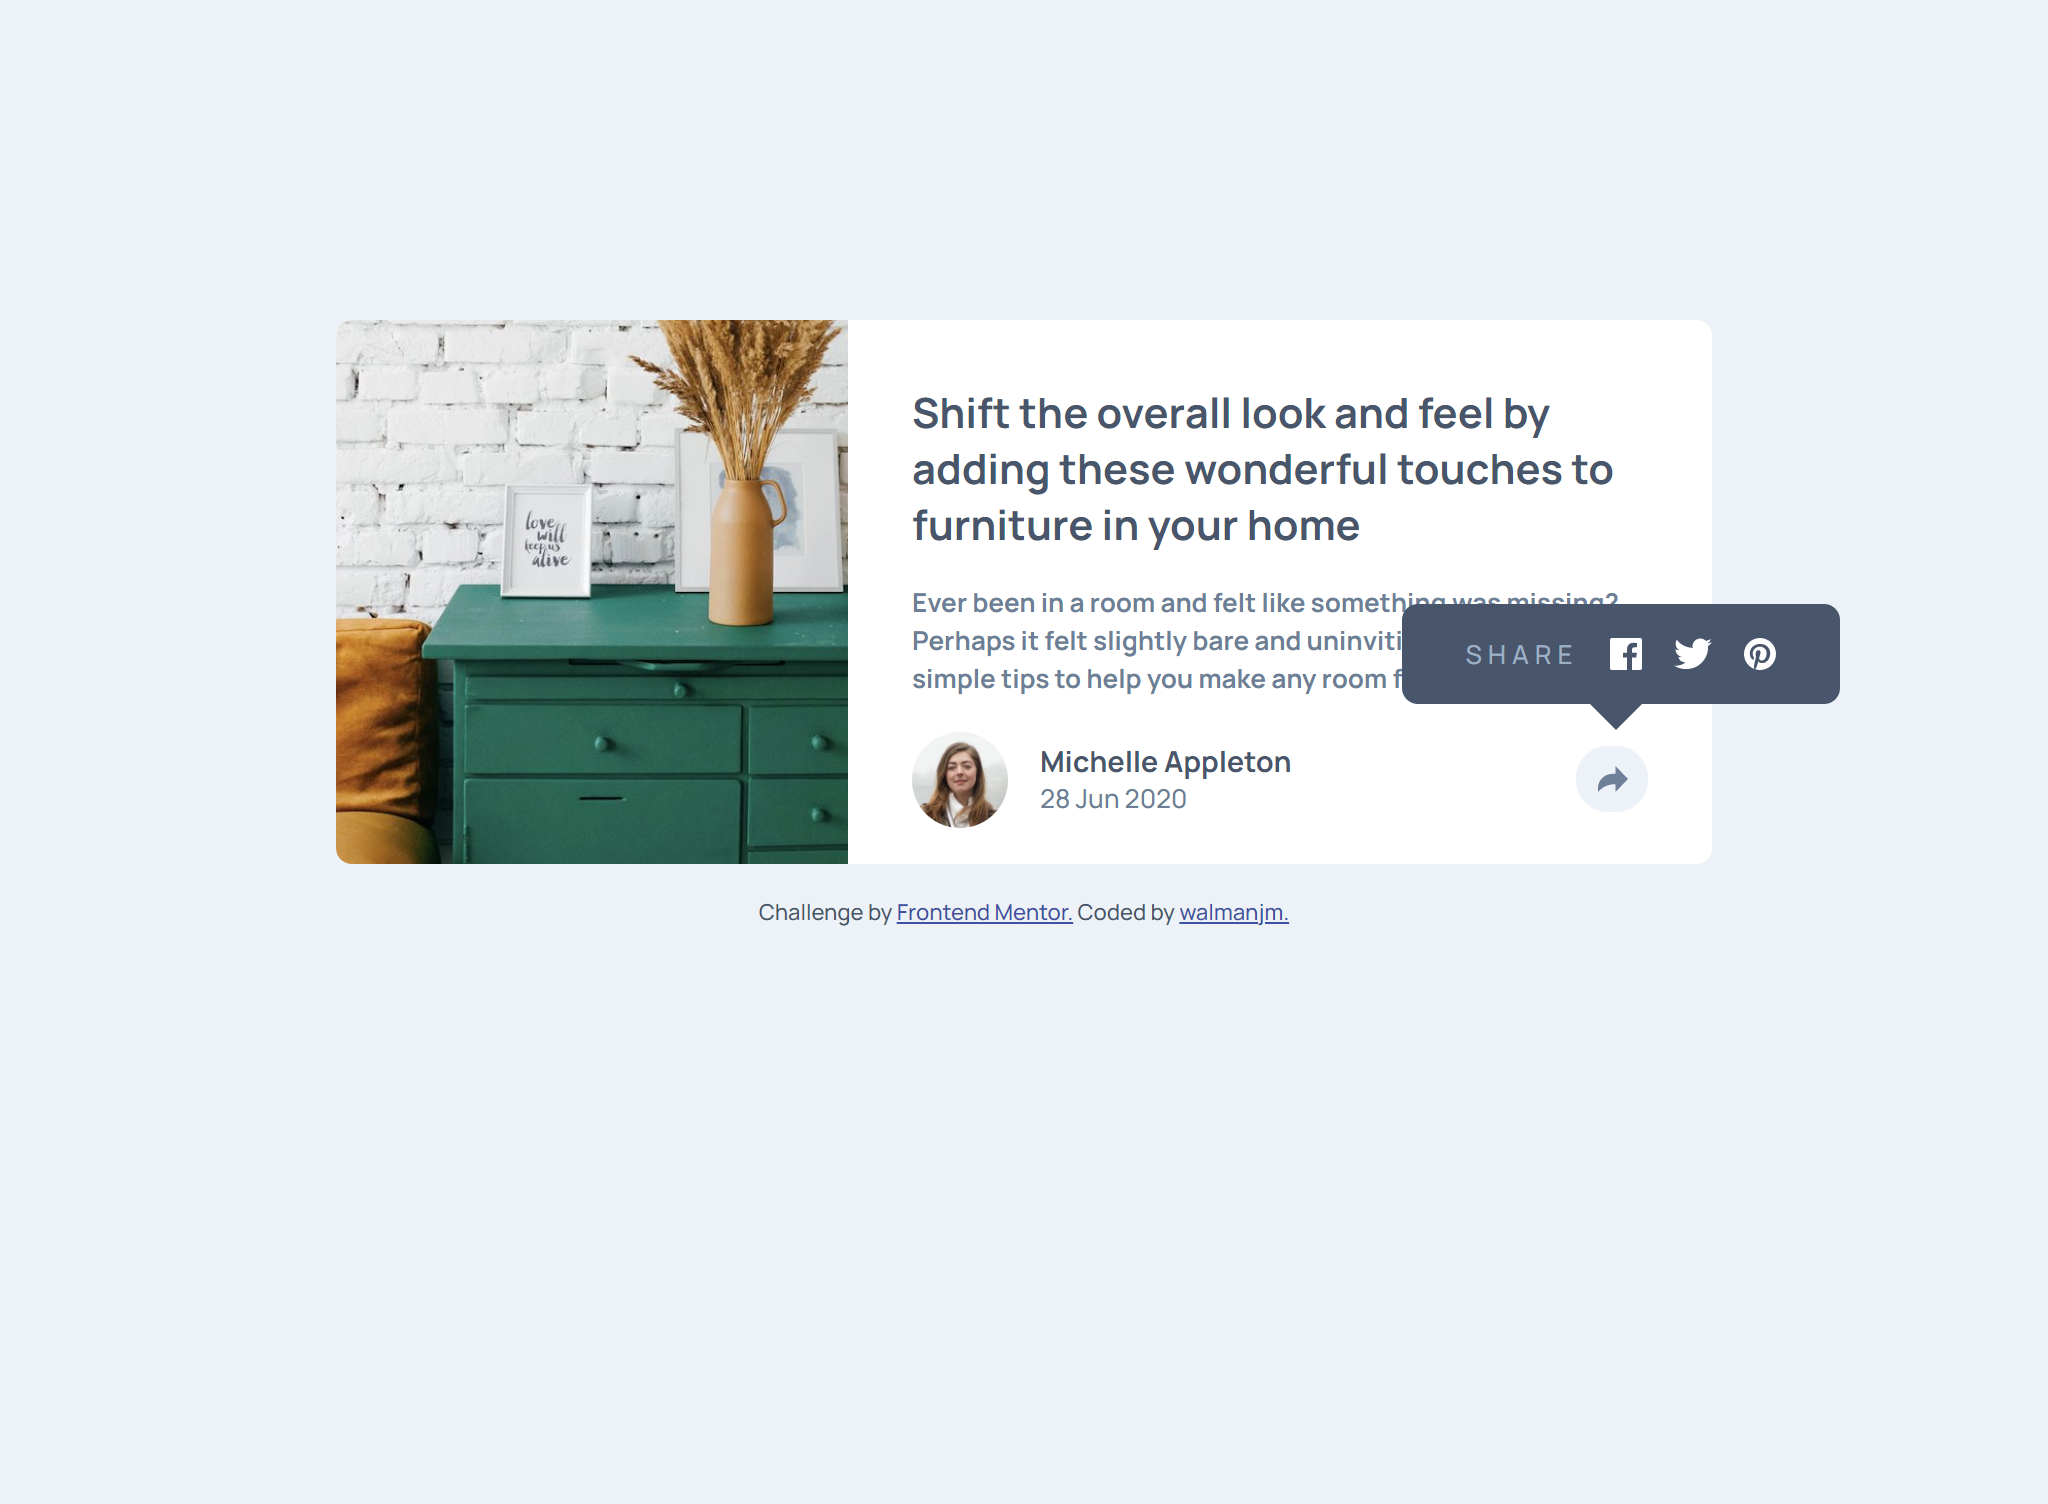 Shift the overall look and feel by
adding these wonderful touches to
furniture in your home
Ever been in a room and felt like something was missing?
Perhaps it felt slightly bare and
simple tips to help you make any room
SHARE
Michelle Appleton
28 Jun 2020
love
will
keep us
alive
Challenge by Frontend Mentor. Coded by walmanjm.